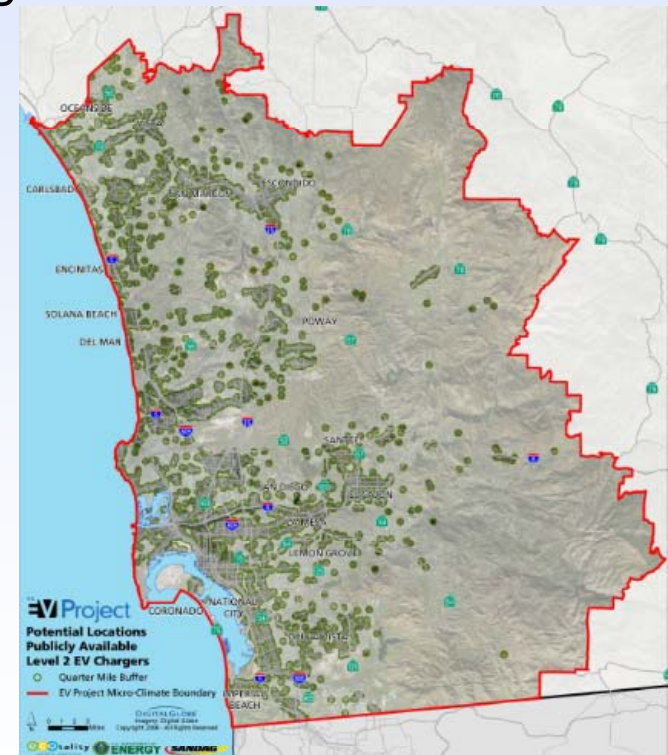 OCEANSIDE
VISTA
CARLSBAD
SAN MARCOS
ESCONDIDO
ENCINITAS
SOLANA BEACH
DEL MAR
POWAY
SANTEE
SAN DIEGO
EL CAJON
LA MESA
LEMON GROVE
CORONADO
NATIONAL
CITY
CHULA VISTA
IMPERIAL
BEACH
EV Project
Potential Locations
Publicly Available
Level 2 EV Chargers
Quarter Mile Buffer
EV Project Micro-Climate Boundary
DIGITALGLOBE
ENERGY
SANDAG